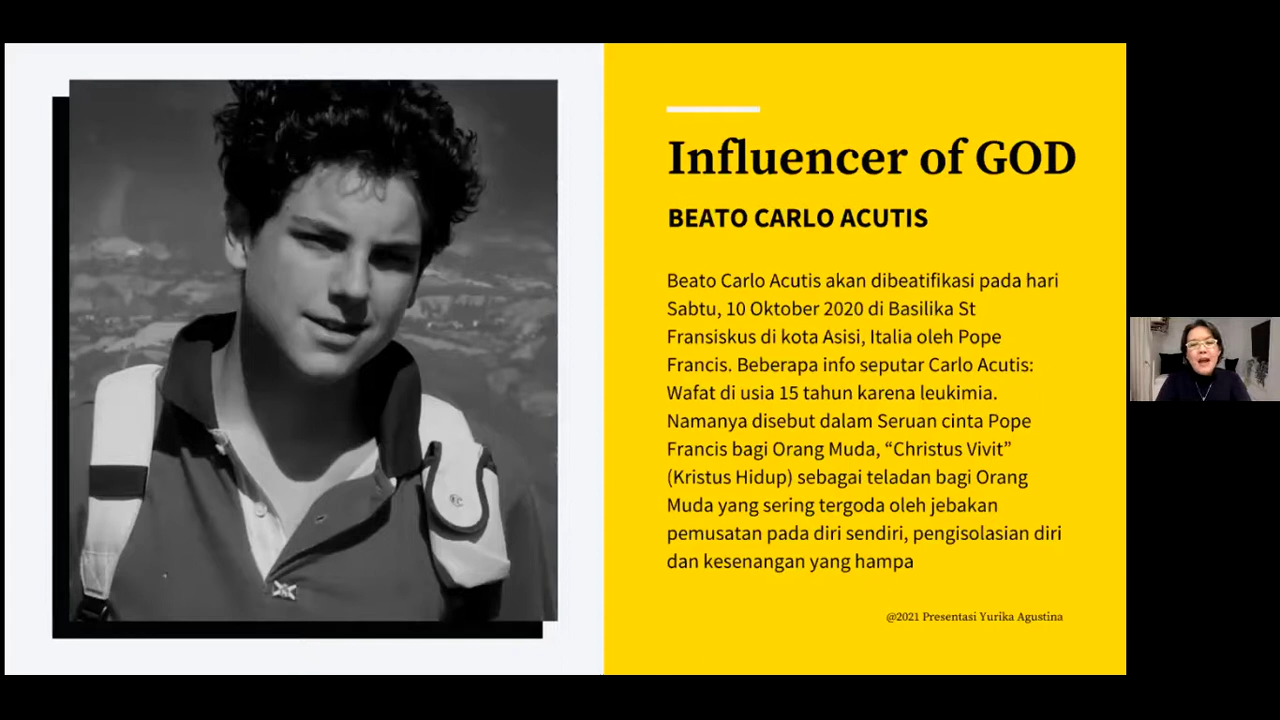 Influencer of GOD
BEATO CARLO ACUTIS
Beato Carlo Acutis akan dibeatifikasi pada hari
Sabtu, 10 Oktober 2020 di Basilika St
Fransiskus di kota Asisi, Italia oleh Pope
Francis. Beberapa info seputar Carlo Acutis:
Wafat di usia 15 tahun karena leukimia.
Namanya disebut dalam Seruan cinta Pope
Francis bagi Orang Muda, “Christus Vivit”
(Kristus Hidup) sebagai teladan bagi Orang
Muda yang sering tergoda oleh jebakan
pemusatan pada diri sendiri, pengisolasian diri
dan kesenangan yang hampa
@2021 Presentasi Yurika Agustina